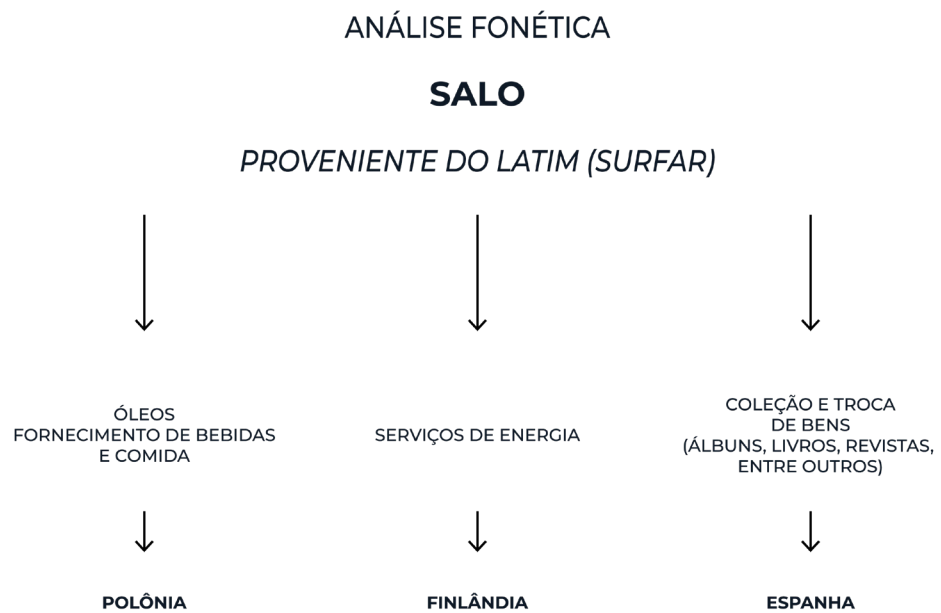 ANÁLISE FONÉTICA
SALO
PROVENIENTE DO LATIM (SURFAR)
ÓLEOS
FORNECIMENTO DE BEBIDAS
E COMIDA
SERVIÇOS DE ENERGIA
COLEÇÃO E TROCA
DE BENS
(ÁLBUNS, LIVROS, REVISTAS,
ENTRE OUTROS)
POLÔNIA
FINLÂNDIA
ESPANHA